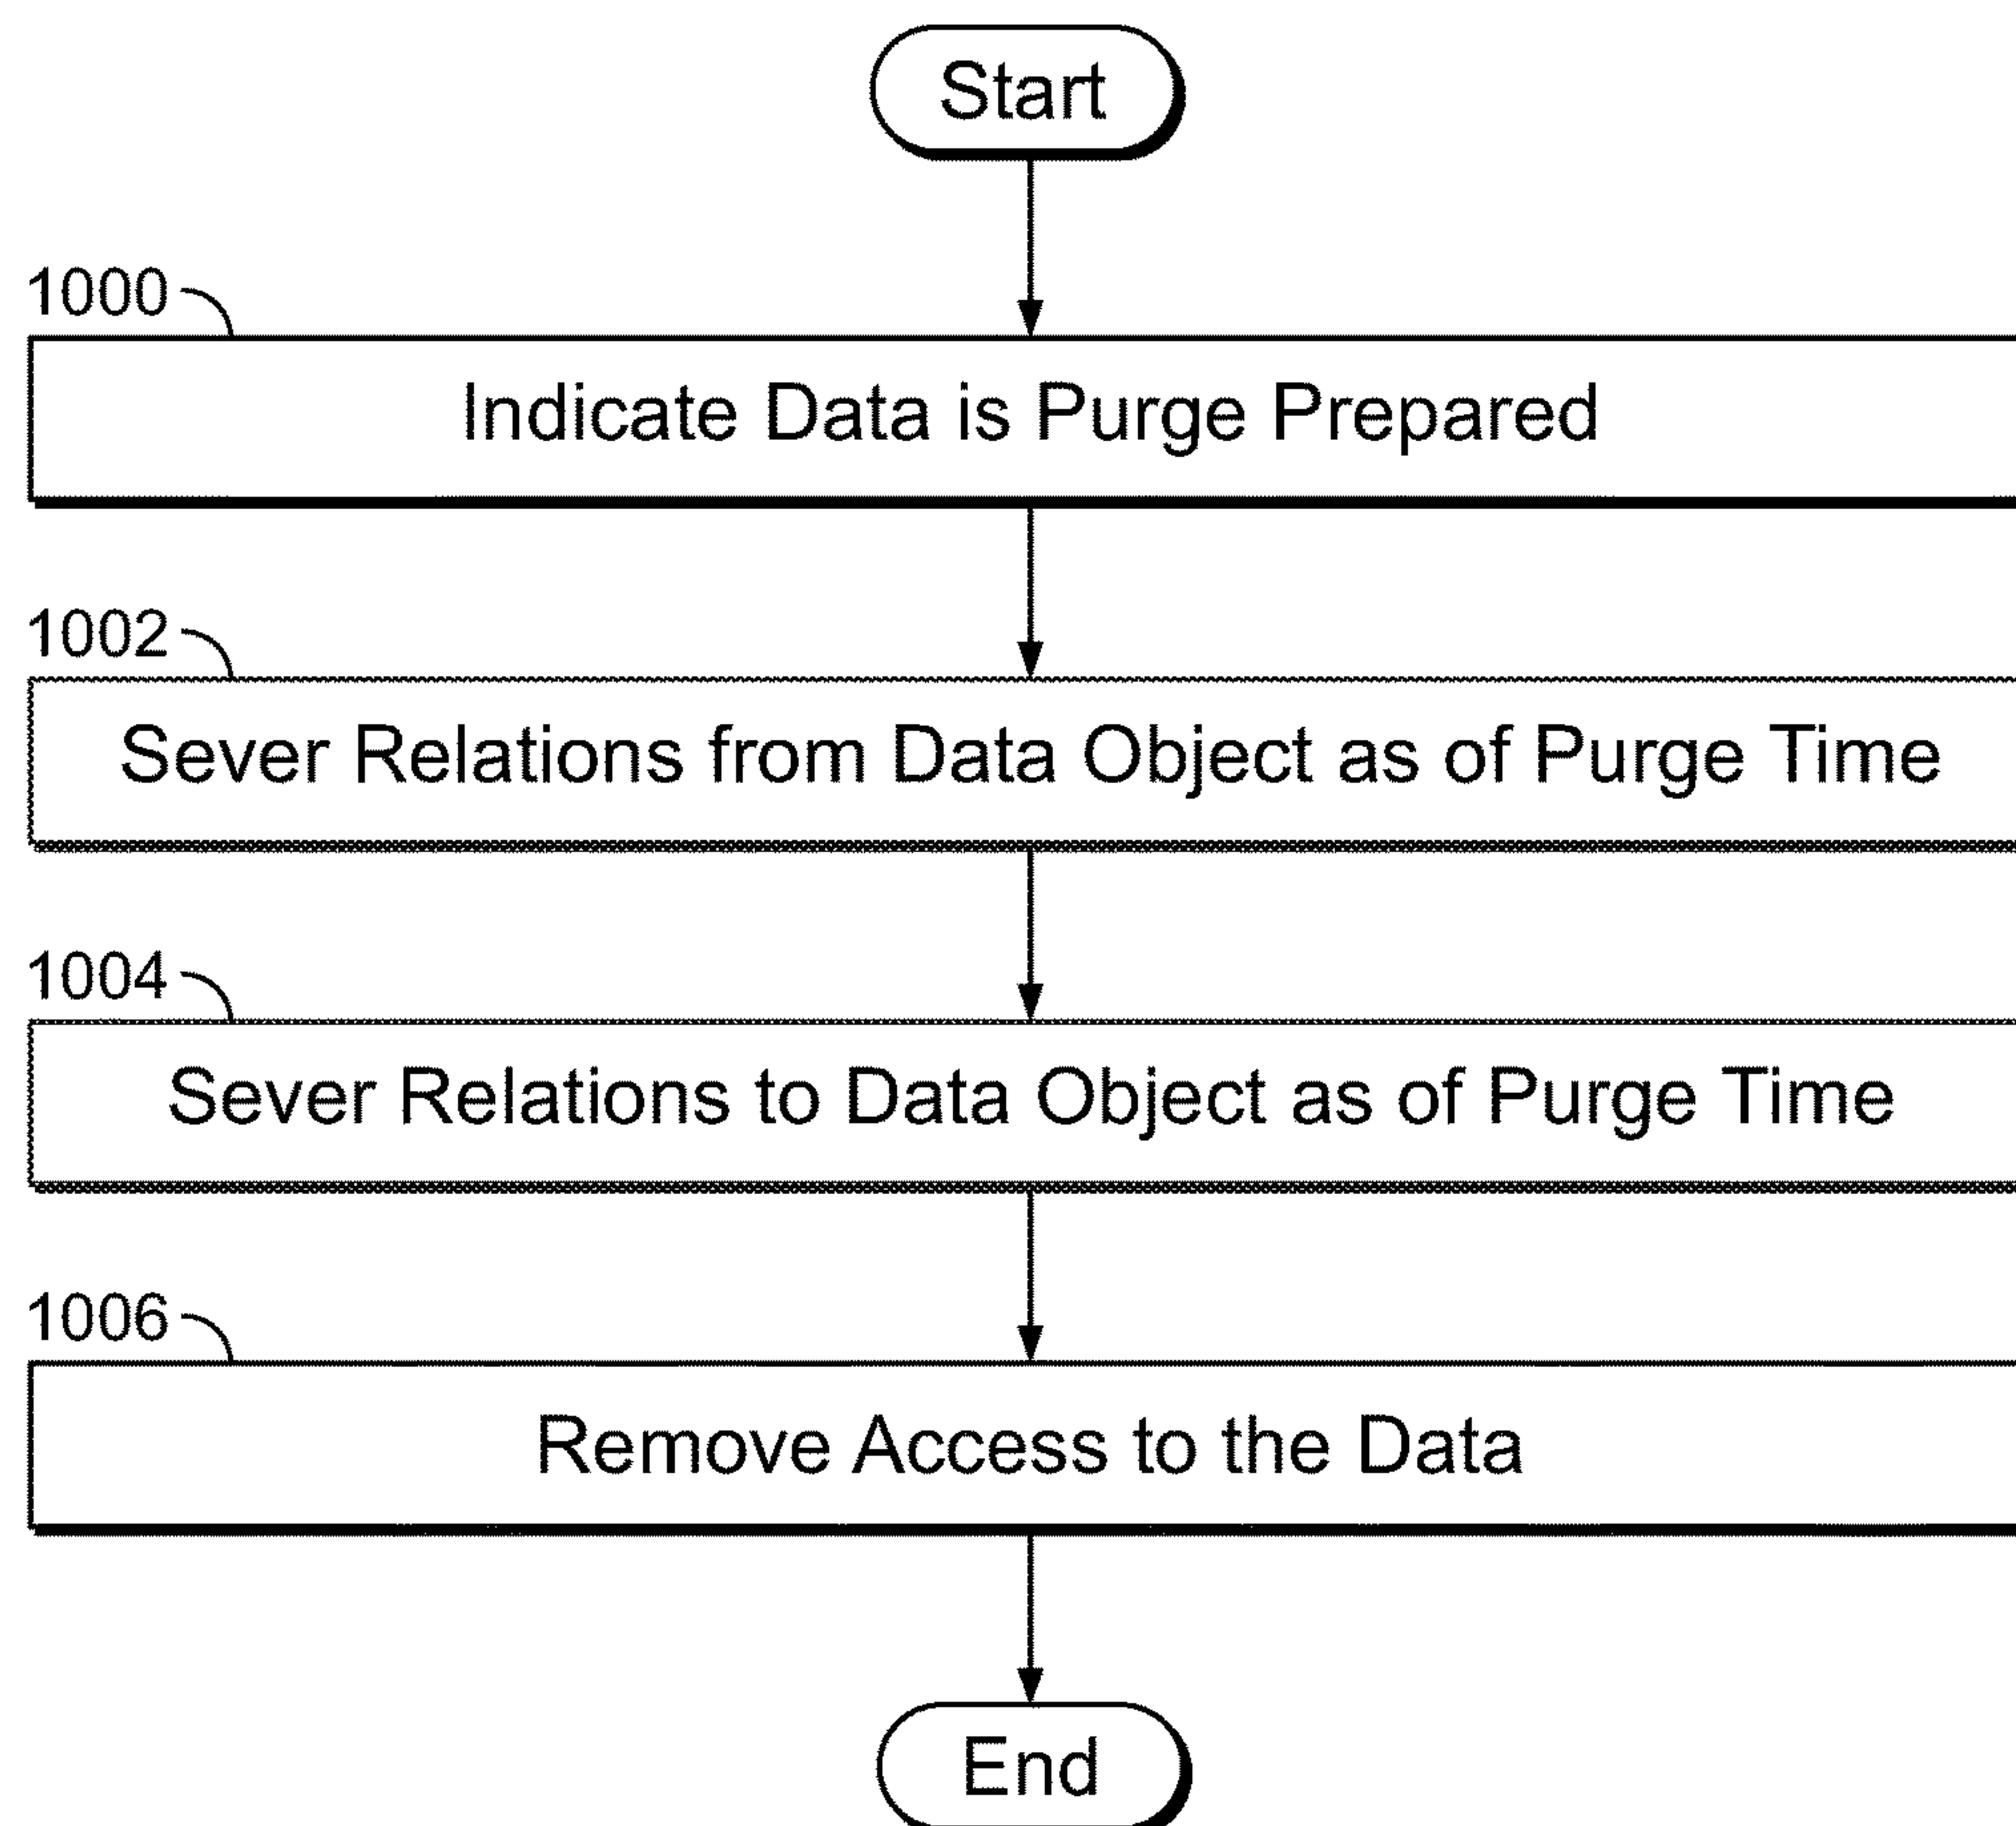 Start
1000
Indicate Data is Purge Prepared
1002
Sever Relations from Data Object as of Purge Time
1004
Sever Relations to Data Object as of Purge Time
1006
Remove Access to the Data
End